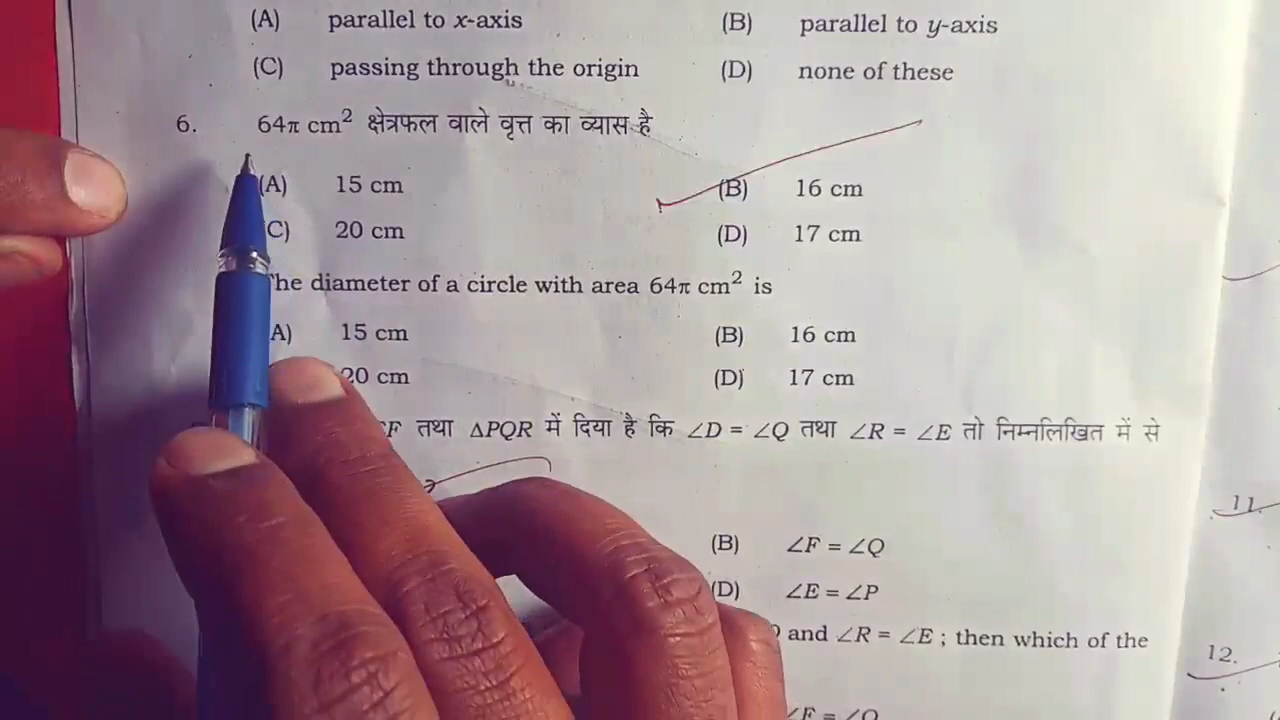 (A) parallel to x-axis (B) parallel to y-axis
(C) passing through the origin (D) none of these
6. 64π cm² क्षेत्रफल वाले वृत्त का व्यास है
(A) 15 cm (B) 16 cm
C) 20 cm (D) 17 cm
The diameter of a circle with area 64π cm² is
A) 15 cm (B) 16 cm
20 cm (D) 17 cm
F तथा ΔPQR में दिया है कि ∠D = ∠Q तथा ∠R = ∠E तो निम्नलिखित में से
(B) ∠F = ∠Q
(D) ∠E = ∠P
and ∠R = ∠E ; then which of the
∠F = ∠Q
11.
12.